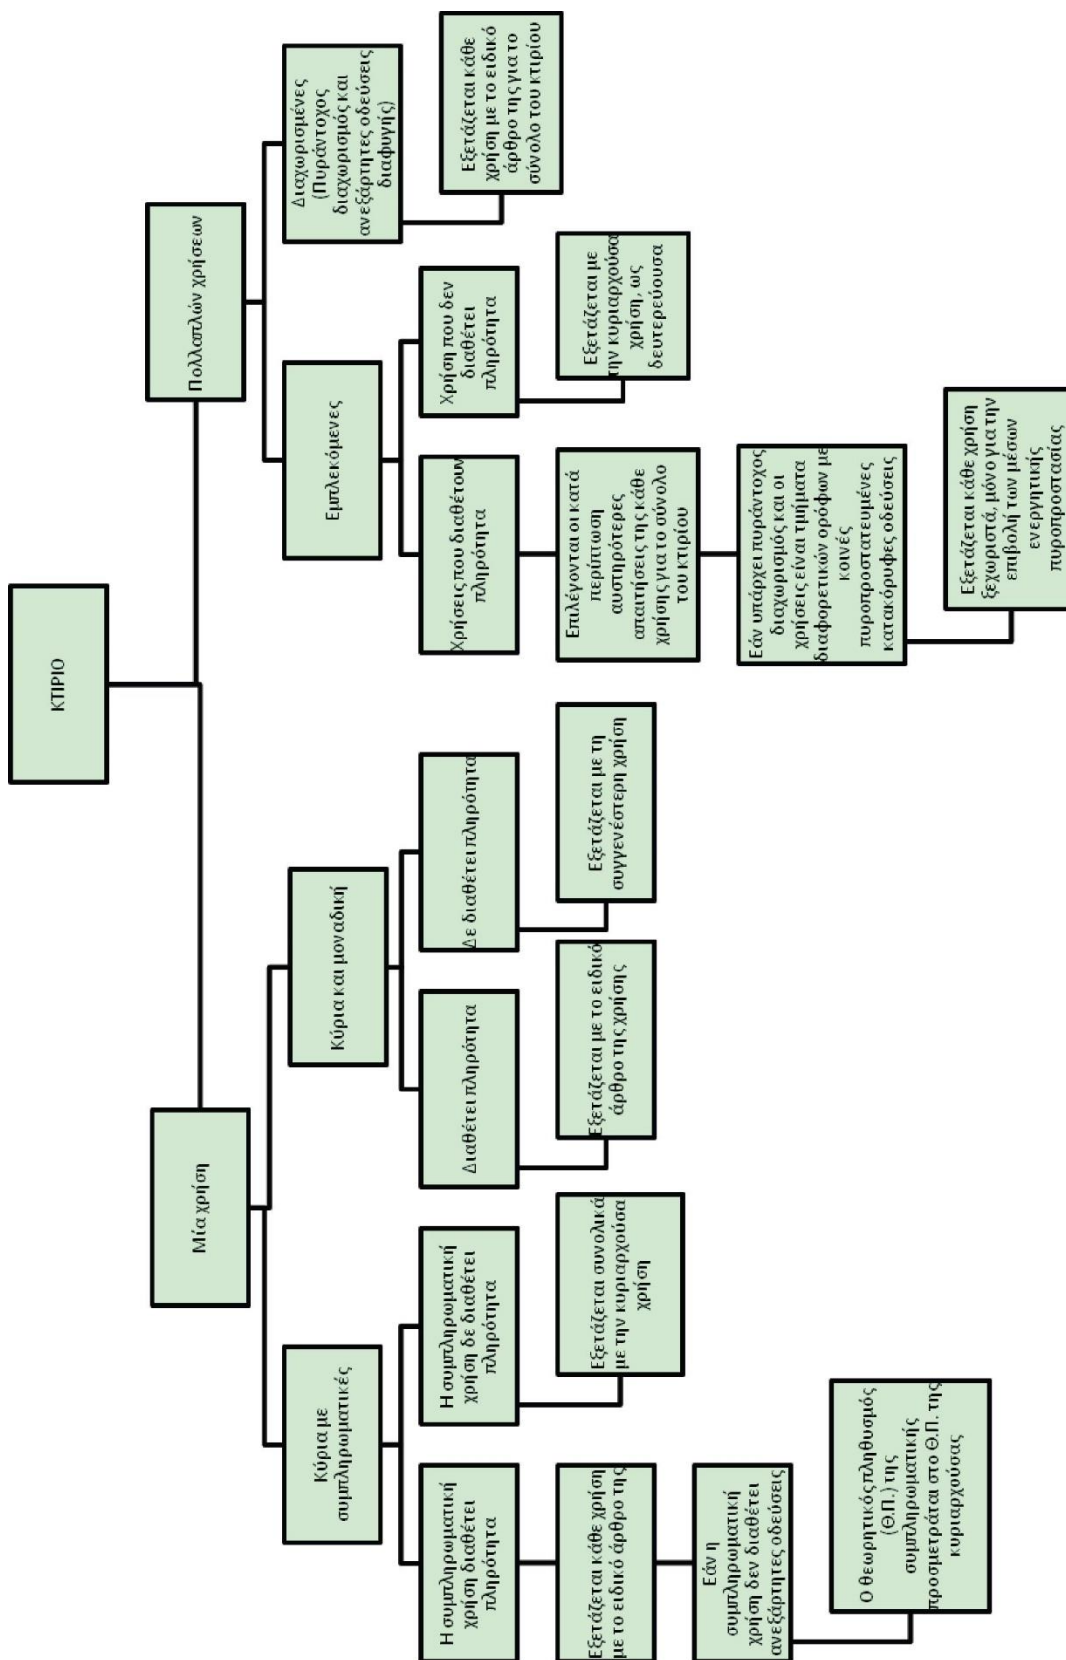 ΚΤΙΡΙΟ
Μία χρήση
Κύρια με
συμπληρωματικές
Η συμπληρωματική
χρήση διαθέτει
πληρότητα
Εξετάζεται κάθε χρήση
με το ειδικό άρθρο της
Εάν η
συμπληρωματική
χρήση δεν διαθέτει
ανεξάρτητες οδεύσεις
Ο θεωρητικός πληθυσμός
(Θ.Π.) της
συμπληρωματικής
προσμετράται στο Θ.Π. της
κυριαρχούσας
Η συμπληρωματική
χρήση δε διαθέτει
πληρότητα
Εξετάζεται συνολικά
με την κυριαρχούσα
χρήση
Κύρια και μοναδική
Διαθέτει πληρότητα
Εξετάζεται με το ειδικό
άρθρο της χρήσης
Δε διαθέτει πληρότητα
Εξετάζεται με τη
συγγενέστερη χρήση
Πολλαπλών χρήσεων
Εμπλεκόμενες
Χρήσεις που διαθέτουν
πληρότητα
Επιλέγονται οι κατά
περίπτωση
αυστηρότερες
απαιτήσεις της κάθε
χρήσης για το σύνολο
του κτιρίου
Εάν υπάρχει πυράντοχος
διαχωρισμός και οι
χρήσεις είναι τμήματα
διαφορετικών ορόφων με
κοινές
πυροπροστατευμένες
κατακόρυφες οδεύσεις
Εξετάζεται κάθε χρήση
ξεχωριστά, μόνο για την
επιβολή των μέσων
ενεργητικής
πυροπροστασίας
Χρήση που δεν
διαθέτει
πληρότητα
Εξετάζεται με
την κυριαρχούσα
χρήση, ως
δευτερεύουσα
Διαχωρισμένες
(Πυράντοχος
διαχωρισμός και
ανεξάρτητες οδεύσεις
διαφυγής)
Εξετάζεται κάθε
χρήση με το ειδικό
άρθρο της για το
σύνολο του κτιρίου